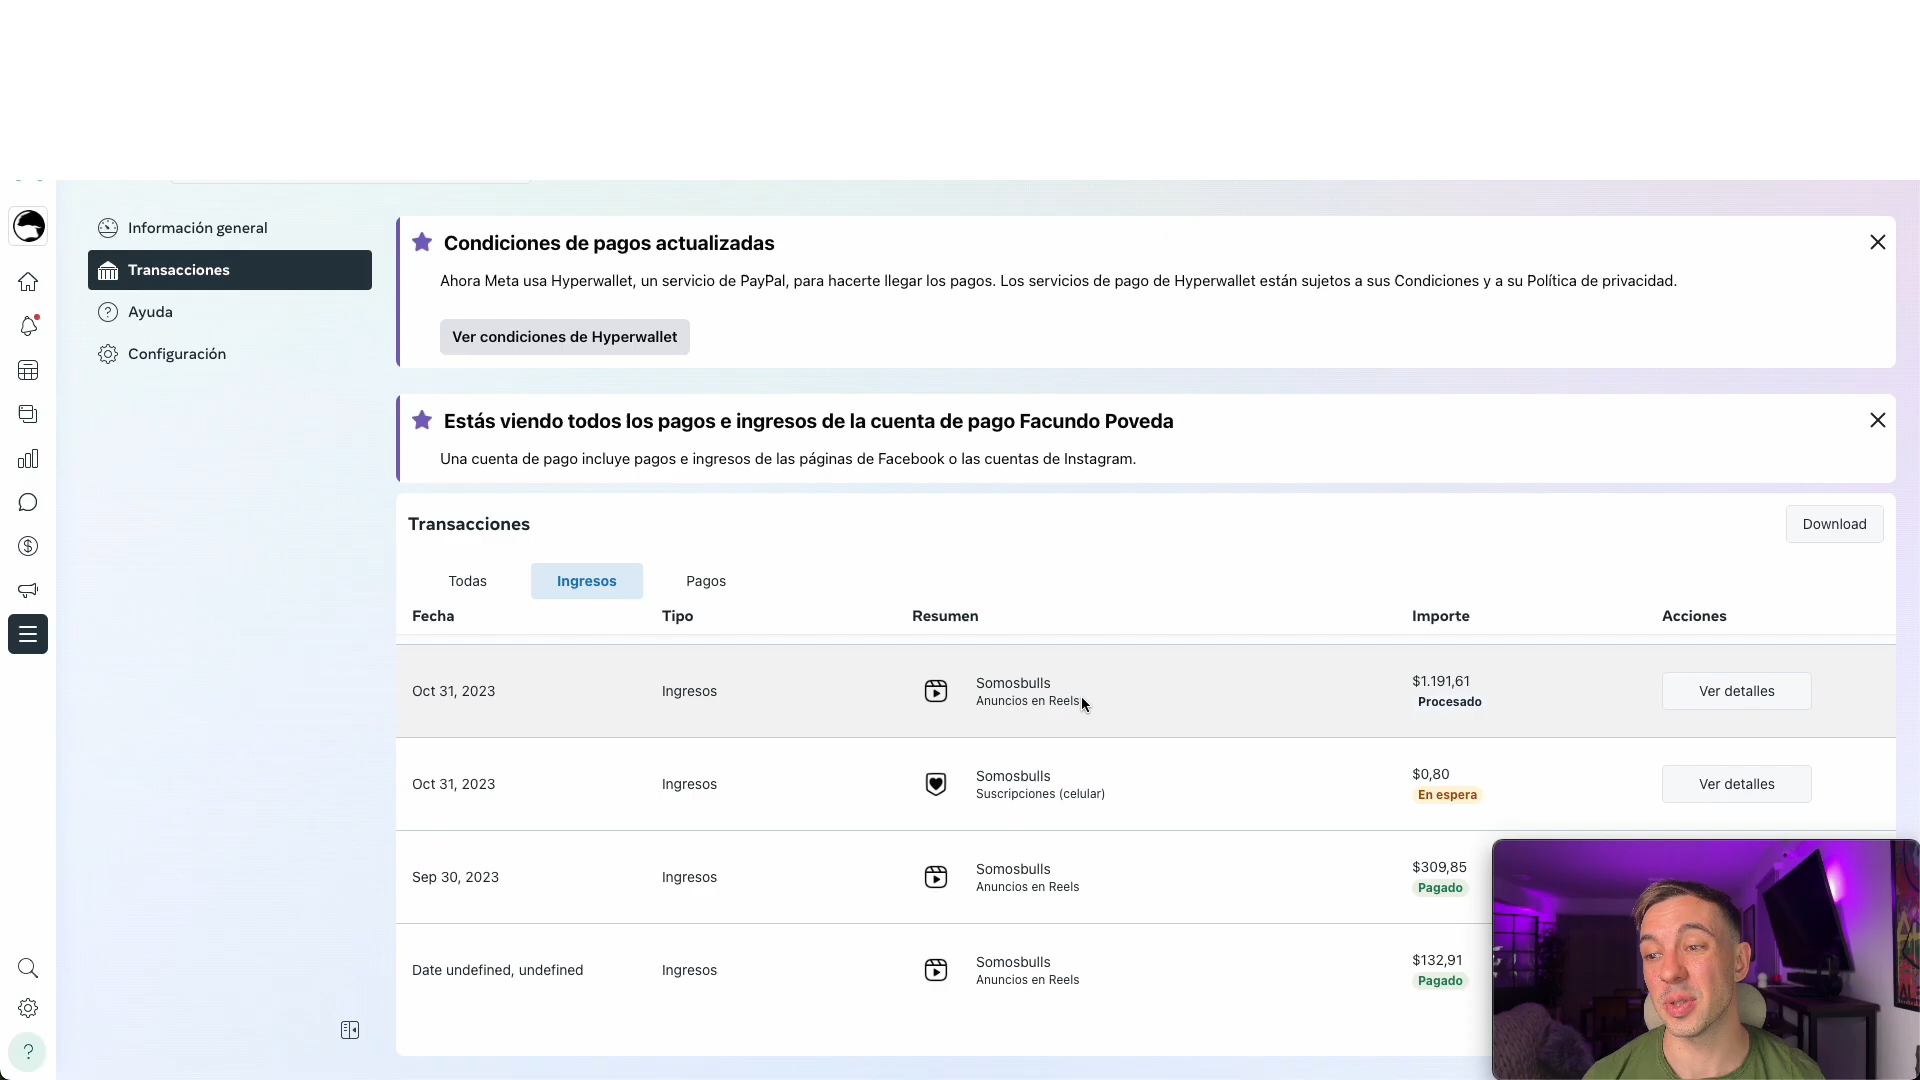 Información general
Transacciones
Ayuda
Configuración
Condiciones de pagos actualizadas
Ahora Meta usa Hyperwallet, un servicio de PayPal, para hacerte llegar los pagos. Los servicios de pago de Hyperwallet están sujetos a sus Condiciones y a su Política de privacidad.
Ver condiciones de Hyperwallet
Estás viendo todos los pagos e ingresos de la cuenta de pago Facundo Poveda
Una cuenta de pago incluye pagos e ingresos de las páginas de Facebook o las cuentas de Instagram.
Transacciones
Download
Todas Ingresos Pagos
Fecha Tipo Resumen Importe Acciones
Oct 31, 2023 Ingresos Somosbulls $1.191,61 Ver detalles
Anuncios en Reels Procesado
Oct 31, 2023 Ingresos Somosbulls $0,80 Ver detalles
Suscripciones (celular) En espera
Sep 30, 2023 Ingresos Somosbulls $309,85
Anuncios en Reels Pagado
Date undefined, undefined Ingresos Somosbulls $132,91
Anuncios en Reels Pagado